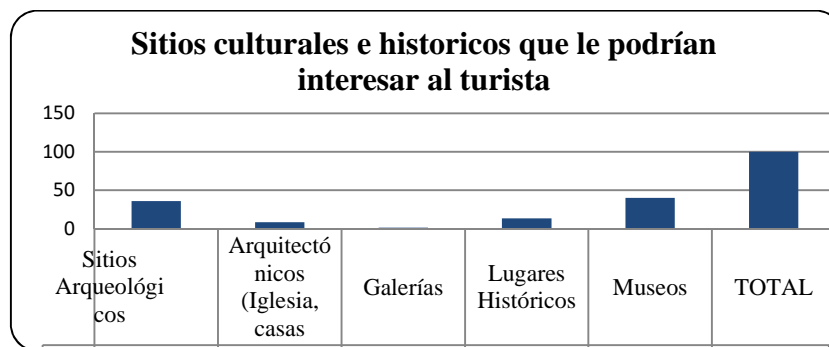 Sitios culturales e historicos que le podrían
interesar al turista
150
100
50
0
Sitios
Arqueológi
cos
Arquitectó
nicos
(Iglesia,
casas
Galerías
Lugares
Históricos
Museos
TOTAL